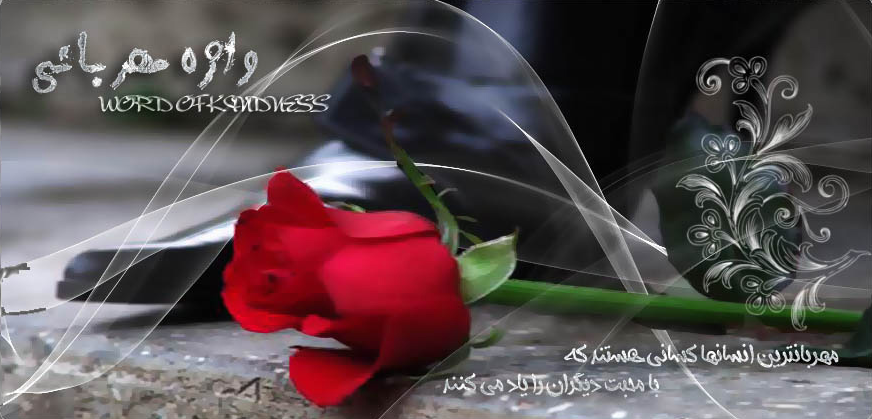 واژه مهربانی
WORD OF KINDNESS
مهربانترین انسانها کسانی هستند که
با محبت دیگران را یاد می کنند